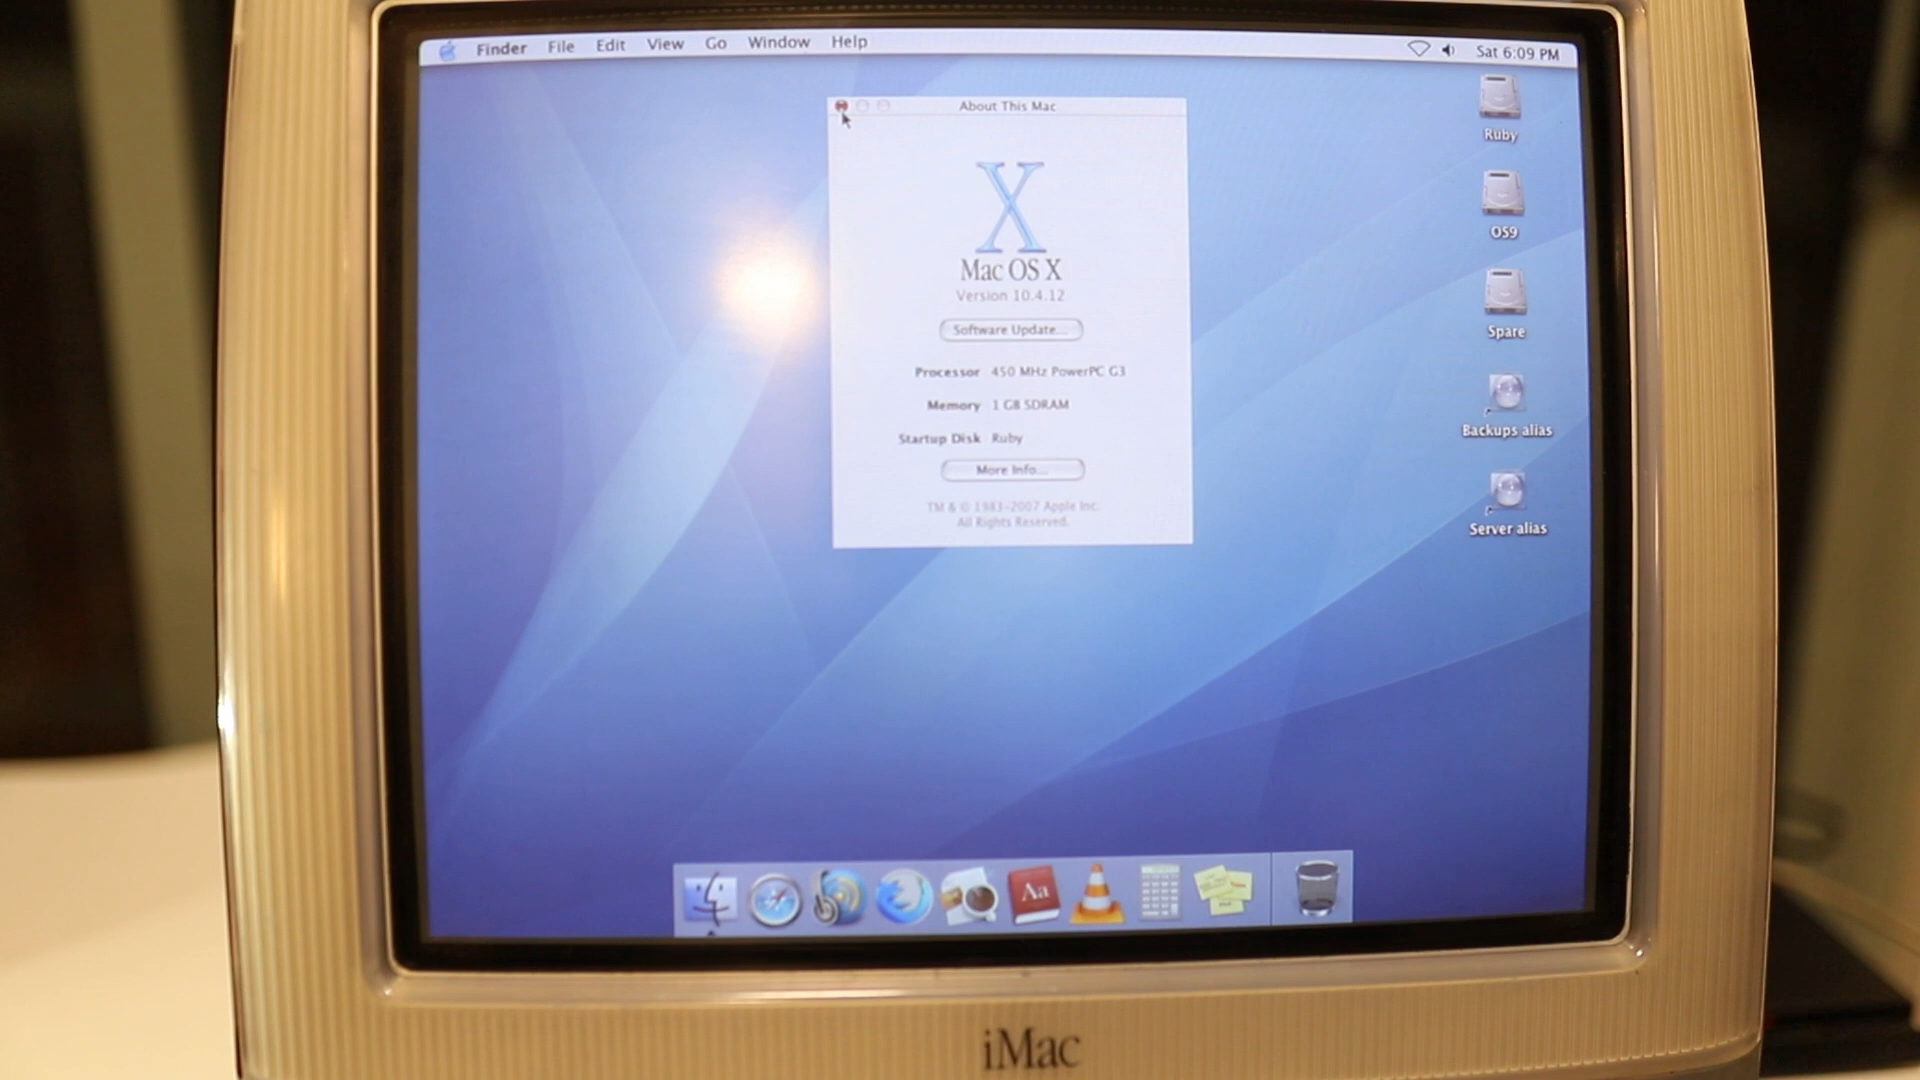 Finder File Edit View Go Window Help
Sat 6:09 PM
About This Mac
X
Mac OS X
Version 10.4.12
Software Update...
Processor 450 MHz PowerPC G3
Memory 1 GB SDRAM
Startup Disk Ruby
More Info...
TM & © 1983–2007 Apple Inc.
All Rights Reserved.
Ruby
OS9
Spare
Backups alias
Server alias
Aa
iMac